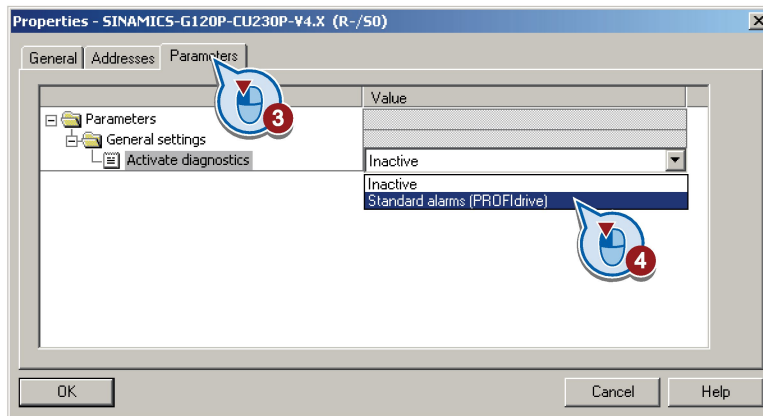 Properties - SINAMICS-G120P-CU230P-V4.X (R-/S0)
General Addresses Parameters
3
Value
Parameters
General settings
Activate diagnostics Inactive
Inactive
Standard alarms (PROFIdrive)
4
OK Cancel Help